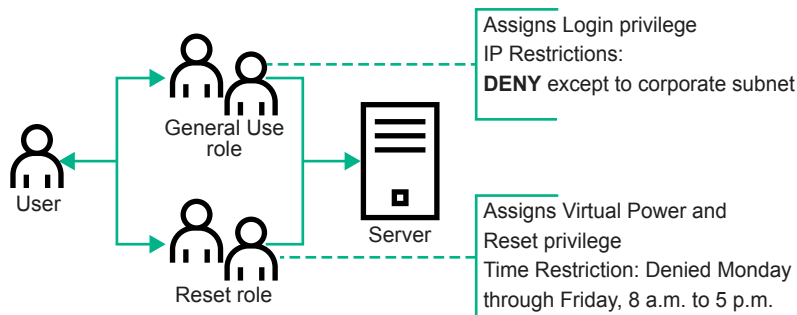 Assigns Login privilege
IP Restrictions:
DENY except to corporate subnet
General Use
role
User
Server
Reset role
Assigns Virtual Power and
Reset privilege
Time Restriction: Denied Monday
through Friday, 8 a.m. to 5 p.m.